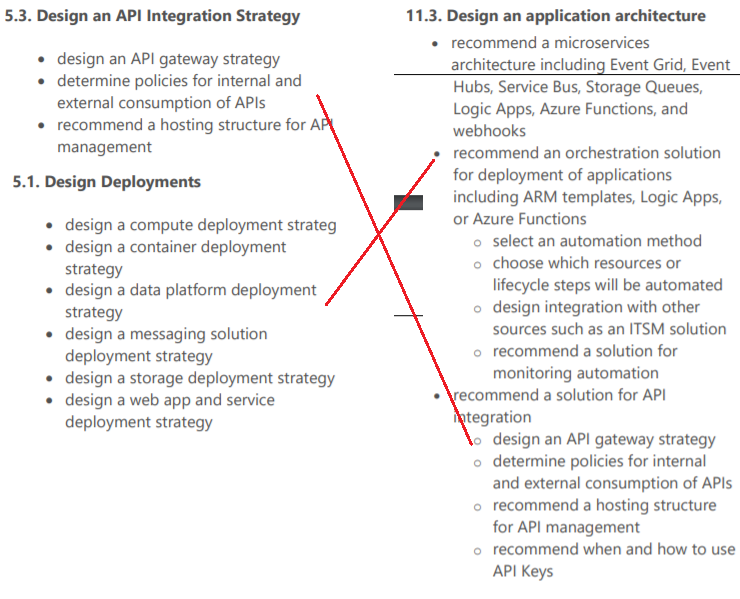 5.3. Design an API Integration Strategy
• design an API gateway strategy
• determine policies for internal and
external consumption of APIs
• recommend a hosting structure for API
management
5.1. Design Deployments
• design a compute deployment strateg
• design a container deployment
strategy
• design a data platform deployment
strategy
• design a messaging solution
deployment strategy
• design a storage deployment strategy
• design a web app and service
deployment strategy
11.3. Design an application architecture
• recommend a microservices
architecture including Event Grid, Event
Hubs, Service Bus, Storage Queues,
Logic Apps, Azure Functions, and
webhooks
• recommend an orchestration solution
for deployment of applications
including ARM templates, Logic Apps,
or Azure Functions
o select an automation method
o choose which resources or
lifecycle steps will be automated
o design integration with other
sources such as an ITSM solution
o recommend a solution for
monitoring automation
• recommend a solution for API
integration
o design an API gateway strategy
o determine policies for internal
and external consumption of APIs
o recommend a hosting structure
for API management
o recommend when and how to use
API Keys